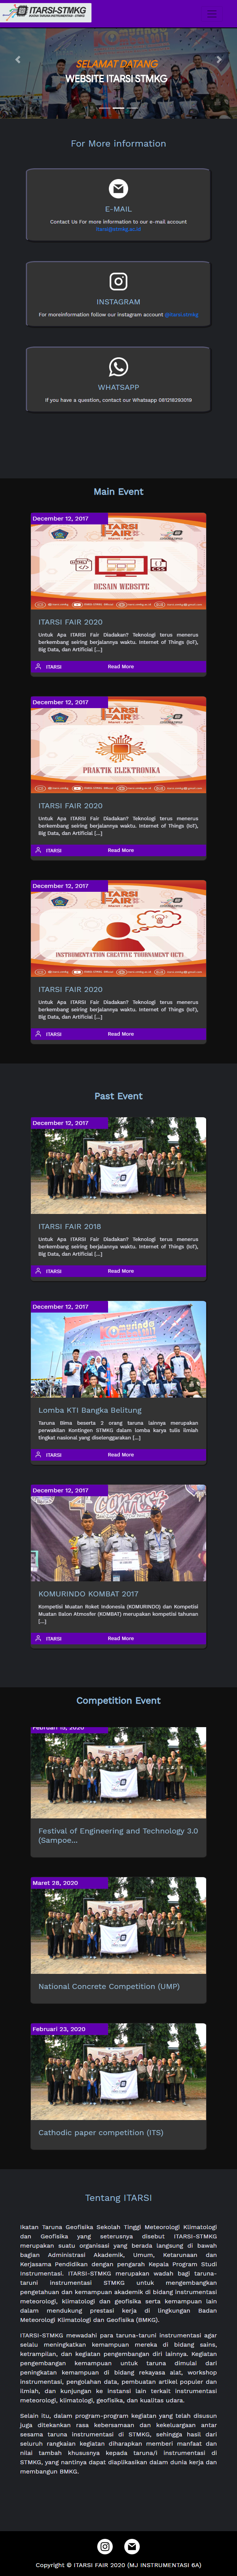 ITARSI-STMKG
SELAMAT DATANG
WEBSITE ITARSI STMKG
For More information
E-MAIL
Contact Us For more information to our e-mail account
itarsi@stmkg.ac.id
INSTAGRAM
For moreinformation follow our instagram account @itarsi.stmkg
WHATSAPP
If you have a question, contact our Whatsapp 081218293019
Main Event
December 12, 2017
ITARSI FAIR 2020
DESAIN WEBSITE
ITARSI FAIR 2020
Untuk Apa ITARSI Fair Diadakan? Teknologi terus menerus
berkembang seiring berjalannya waktu. Internet of Things (IoT),
Big Data, dan Artificial [...]
ITARSI Read More
December 12, 2017
ITARSI FAIR 2020
PRAKTIK ELEKTRONIKA
ITARSI FAIR 2020
Untuk Apa ITARSI Fair Diadakan? Teknologi terus menerus
berkembang seiring berjalannya waktu. Internet of Things (IoT),
Big Data, dan Artificial [...]
ITARSI Read More
December 12, 2017
ITARSI FAIR 2020
INSTRUMENTATION CREATIVE TOURNAMENT (ICT)
ITARSI FAIR 2020
Untuk Apa ITARSI Fair Diadakan? Teknologi terus menerus
berkembang seiring berjalannya waktu. Internet of Things (IoT),
Big Data, dan Artificial [...]
ITARSI Read More
Past Event
December 12, 2017
ITARSI FAIR 2018
Untuk Apa ITARSI Fair Diadakan? Teknologi terus menerus
berkembang seiring berjalannya waktu. Internet of Things (IoT),
Big Data, dan Artificial [...]
ITARSI Read More
December 12, 2017
Lomba KTI Bangka Belitung
Taruna Bima beserta 2 orang taruna lainnya merupakan
perwakilan Kontingen STMKG dalam lomba karya tulis ilmiah
tingkat nasional yang diselenggarakan [...]
ITARSI Read More
December 12, 2017
CONTEST
KOMURINDO KOMBAT 2017
Kompetisi Muatan Roket Indonesia (KOMURINDO) dan Kompetisi
Muatan Balon Atmosfer (KOMBAT) merupakan kompetisi tahunan
[...]
ITARSI Read More
Competition Event
Februari 15, 2020
Festival of Engineering and Technology 3.0
(Sampoe...
Maret 28, 2020
National Concrete Competition (UMP)
Februari 23, 2020
Cathodic paper competition (ITS)
Tentang ITARSI
Ikatan Taruna Geofisika Sekolah Tinggi Meteorologi Klimatologi
dan Geofisika yang seterusnya disebut ITARSI-STMKG
merupakan suatu organisasi yang berada langsung di bawah
bagian Administrasi Akademik, Umum, Ketarunaan dan
Kerjasama Pendidikan dengan pengarah Kepala Program Studi
Instrumentasi. ITARSI-STMKG merupakan wadah bagi taruna-
taruni instrumentasi STMKG untuk mengembangkan
pengetahuan dan kemampuan akademik di bidang instrumentasi
meteorologi, klimatologi dan geofisika serta kemampuan lain
dalam mendukung prestasi kerja di lingkungan Badan
Meteorologi Klimatologi dan Geofisika (BMKG).
ITARSI-STMKG mewadahi para taruna-taruni instrumentasi agar
selalu meningkatkan kemampuan mereka di bidang sains,
ketrampilan, dan kegiatan pengembangan diri lainnya. Kegiatan
pengembangan kemampuan untuk taruna dimulai dari
peningkatan kemampuan di bidang rekayasa alat, workshop
instrumentasi, pengolahan data, pembuatan artikel populer dan
ilmiah, dan kunjungan ke instansi lain terkait instrumentasi
meteorologi, klimatologi, geofisika, dan kualitas udara.
Selain itu, dalam program-program kegiatan yang telah disusun
juga ditekankan rasa kebersamaan dan kekeluargaan antar
sesama taruna instrumentasi di STMKG, sehingga hasil dari
seluruh rangkaian kegiatan diharapkan memberi manfaat dan
nilai tambah khususnya kepada taruna/i instrumentasi di
STMKG, yang nantinya dapat diaplikasikan dalam dunia kerja dan
membangun BMKG.
Copyright © ITARSI FAIR 2020 (MJ INSTRUMENTASI 6A)